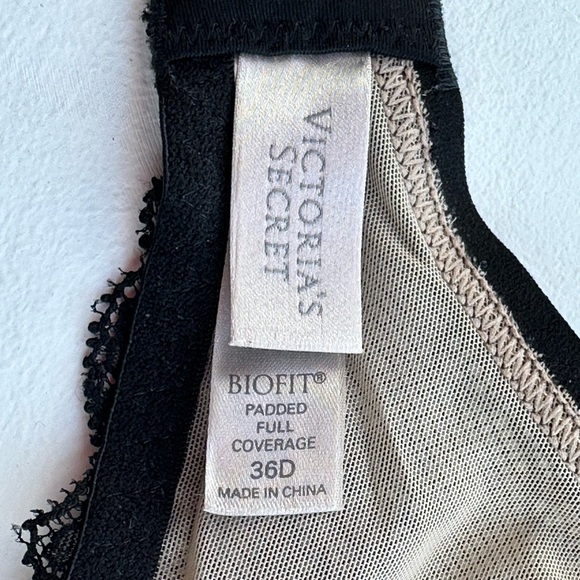 VICTORIA'S
SECRET
BIOFIT®
PADDED
FULL
COVERAGE
36D
MADE IN CHINA